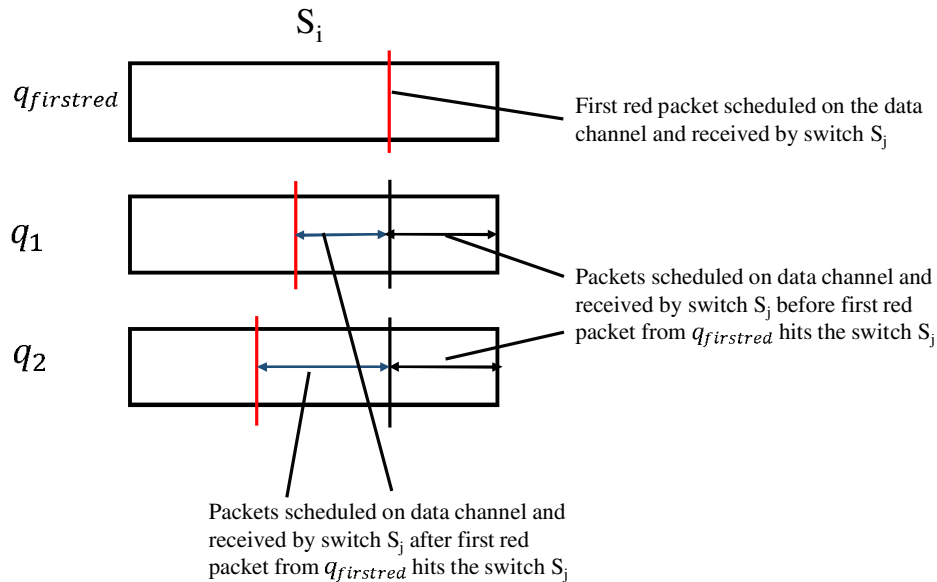 S_i
q_firstred
First red packet scheduled on the data
channel and received by switch S_j
q_1
Packets scheduled on data channel and
received by switch S_j before first red
packet from q_firstred hits the switch S_j
q_2
Packets scheduled on data channel and
received by switch S_j after first red
packet from q_firstred hits the switch S_j